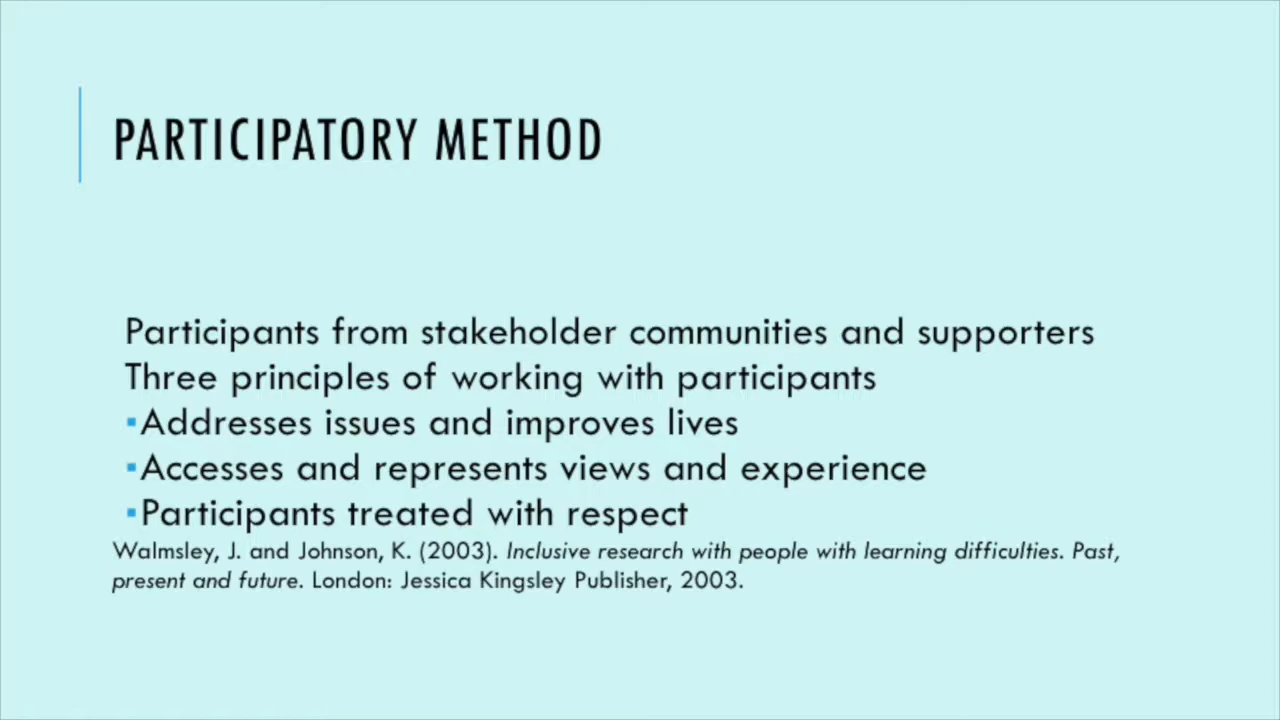 PARTICIPATORY METHOD
Participants from stakeholder communities and supporters
Three principles of working with participants
▪Addresses issues and improves lives
▪Accesses and represents views and experience
▪Participants treated with respect
Walmsley, J. and Johnson, K. (2003). Inclusive research with people with learning difficulties. Past,
present and future. London: Jessica Kingsley Publisher, 2003.